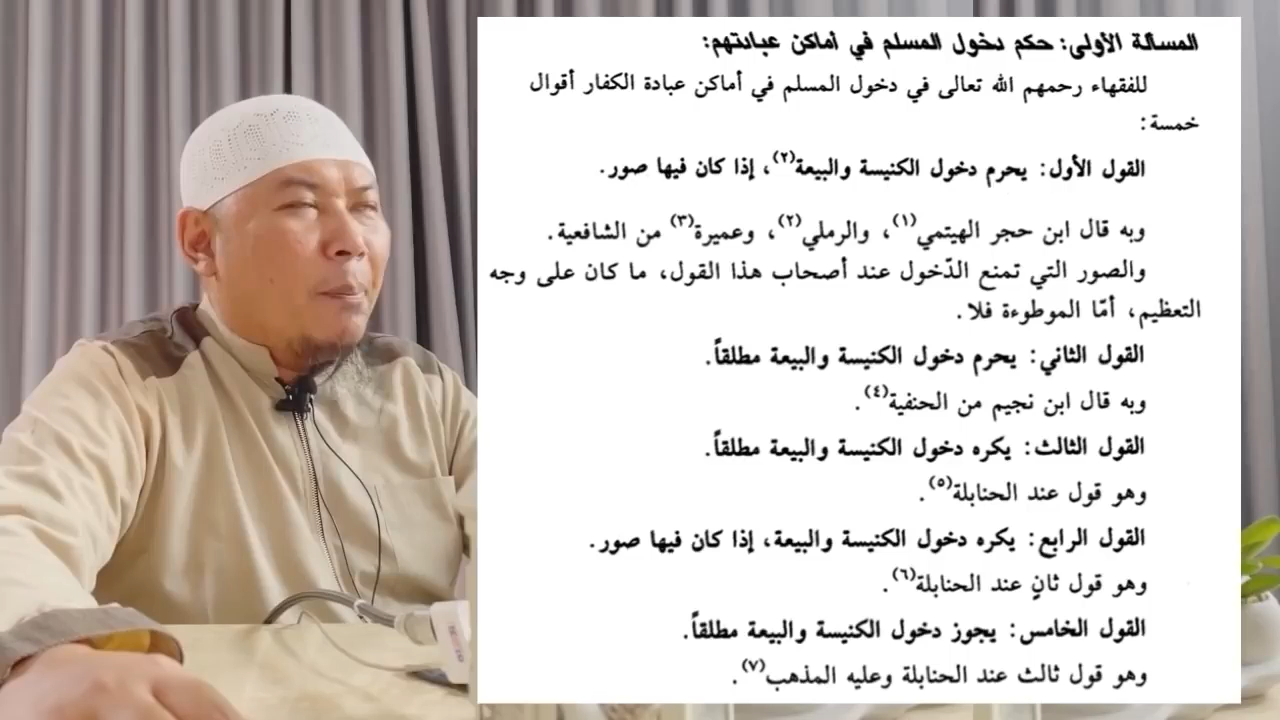 المسألة الأولى: حكم دخول المسلم في أماكن عبادتهم:
للفقهاء رحمهم الله تعالى في دخول المسلم في أماكن عبادة الكفار أقوال
خمسة:
القول الأول: يحرم دخول الكنيسة والبيعة(٢)، إذا كان فيها صور.
وبه قال ابن حجر الهيتمي(١)، والرملي(٢)، وعميرة(٣) من الشافعية.
والصور التي تمنع الدّخول عند أصحاب هذا القول، ما كان على وجه
التعظيم، أمّا الموطوءة فلا.
القول الثاني: يحرم دخول الكنيسة والبيعة مطلقاً.
وبه قال ابن نجيم من الحنفية(٤).
القول الثالث: يكره دخول الكنيسة والبيعة مطلقاً.
وهو قول عند الحنابلة(٥).
القول الرابع: يكره دخول الكنيسة والبيعة، إذا كان فيها صور.
وهو قول ثانٍ عند الحنابلة(٦).
القول الخامس: يجوز دخول الكنيسة والبيعة مطلقاً.
وهو قول ثالث عند الحنابلة وعليه المذهب(٧).